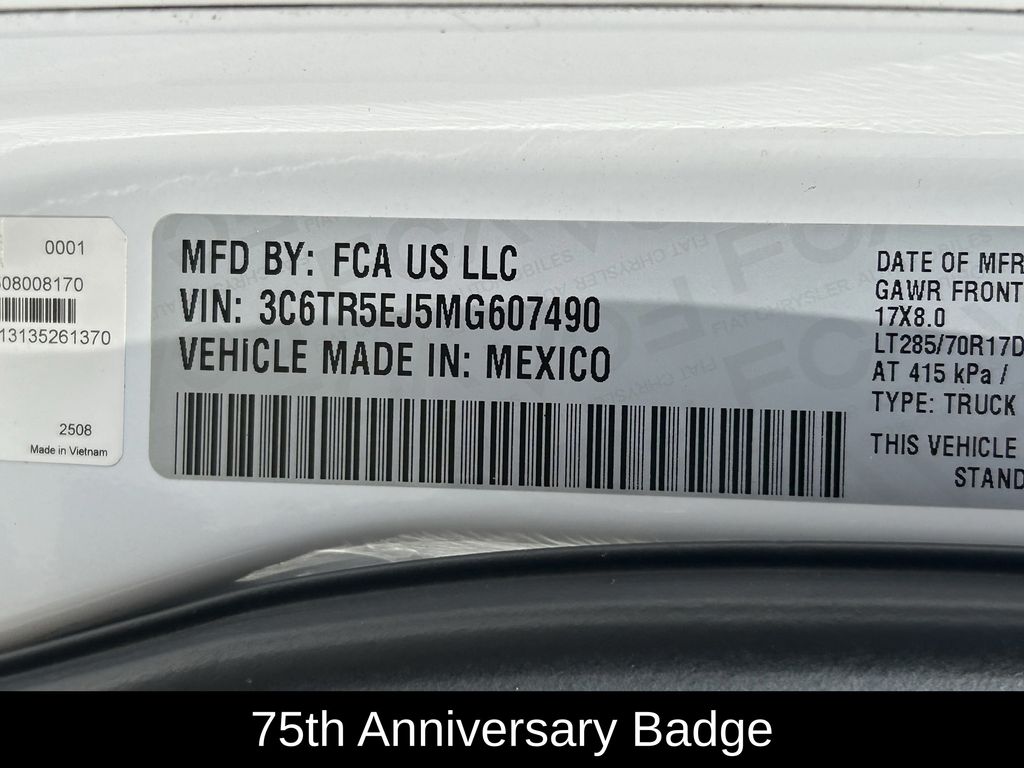 0001
508008170
13135261370
2508
Made in Vietnam
MFD BY: FCA US LLC
VIN: 3C6TR5EJ5MG607490
VEHICLE MADE IN: MEXICO
DATE OF MFR
GAWR FRONT
17X8.0
LT285/70R17D
AT 415 kPa /
TYPE: TRUCK
THIS VEHICLE
STAND
75th Anniversary Badge